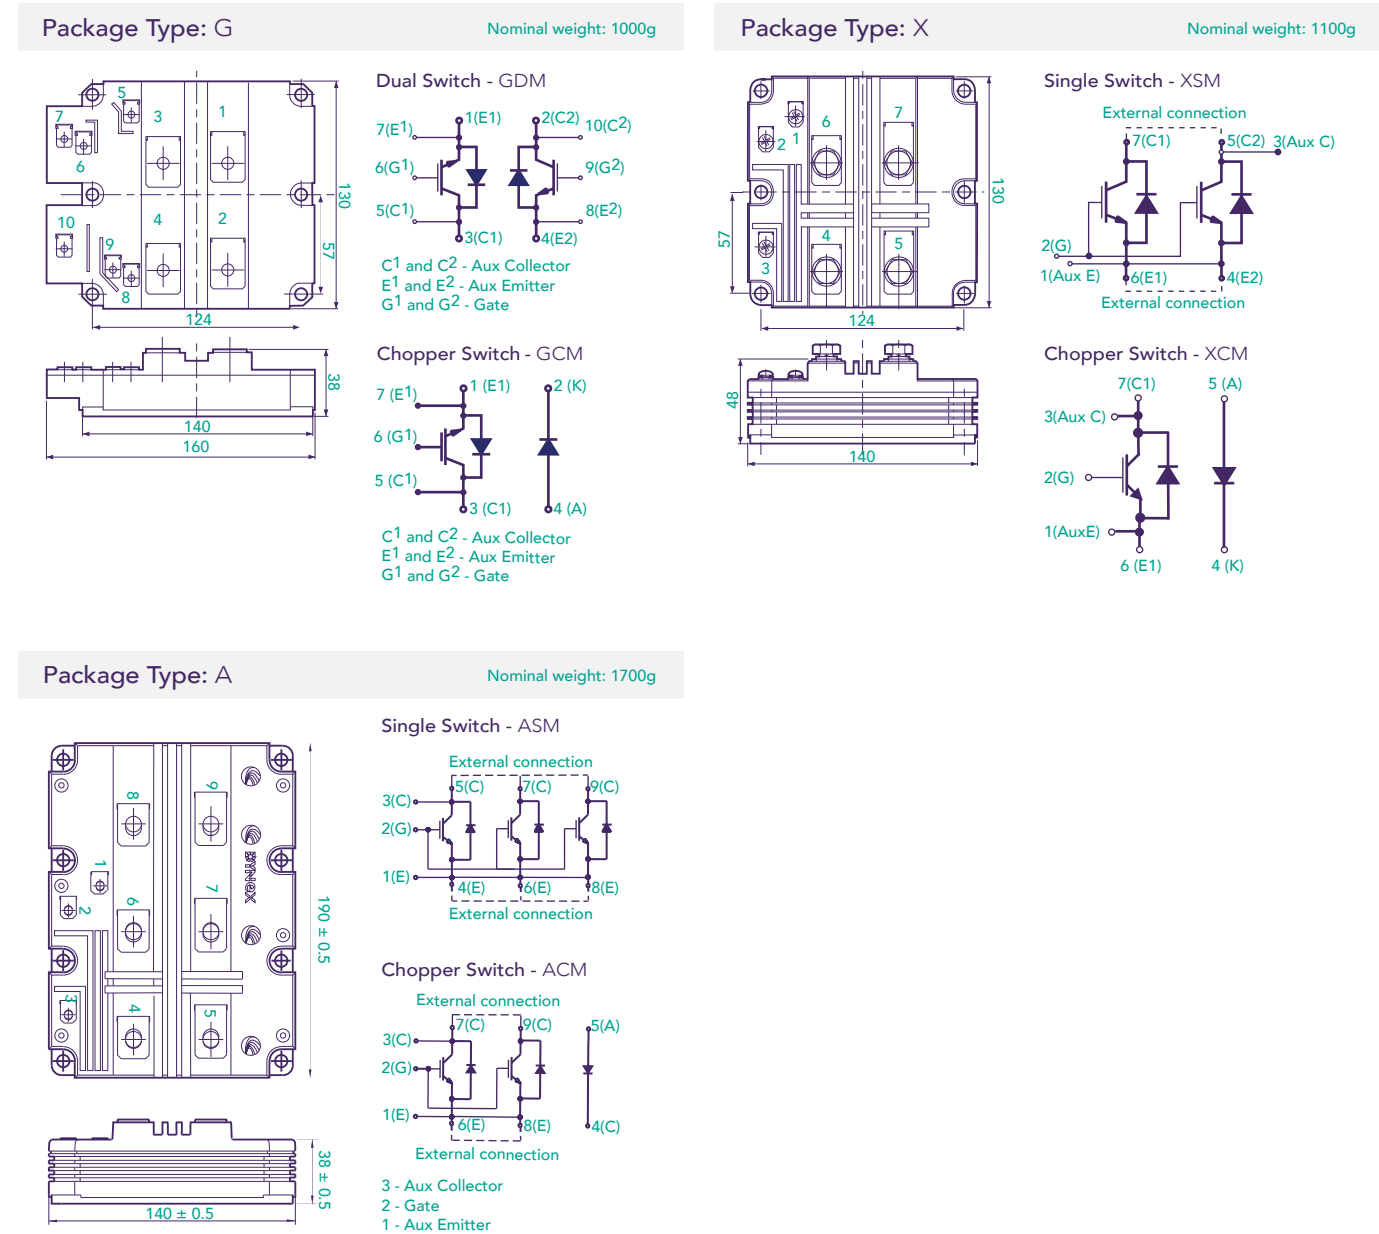 Package Type: G
Nominal weight: 1000g
5
7
3
1
6
10
4
2
9
8
130
57
124
38
140
160
Dual Switch - GDM
1(E1)
2(C2)
7(E1)
10(C2)
6(G1)
9(G2)
5(C1)
8(E2)
3(C1)
4(E2)
C1 and C2 - Aux Collector
E1 and E2 - Aux Emitter
G1 and G2 - Gate
Chopper Switch - GCM
1 (E1)
2 (K)
7 (E1)
6 (G1)
5 (C1)
3 (C1)
4 (A)
C1 and C2 - Aux Collector
E1 and E2 - Aux Emitter
G1 and G2 - Gate
Package Type: X
Nominal weight: 1100g
7
6
2
1
4
5
3
57
130
124
48
140
Single Switch - XSM
External connection
7(C1)
5(C2)
3(Aux C)
2(G)
1(Aux E)
6(E1)
4(E2)
External connection
Chopper Switch - XCM
7(C1)
5 (A)
3(Aux C)
2(G)
1(AuxE)
6 (E1)
4 (K)
Package Type: A
Nominal weight: 1700g
8
9
1
2
6
7
DYNEX
3
4
5
190 ± 0.5
38 ± 0.5
140 ± 0.5
Single Switch - ASM
External connection
5(C)
7(C)
9(C)
3(C)
2(G)
1(E)
4(E)
6(E)
8(E)
External connection
Chopper Switch - ACM
External connection
7(C)
9(C)
5(A)
3(C)
2(G)
1(E)
6(E)
8(E)
4(C)
External connection
3 - Aux Collector
2 - Gate
1 - Aux Emitter